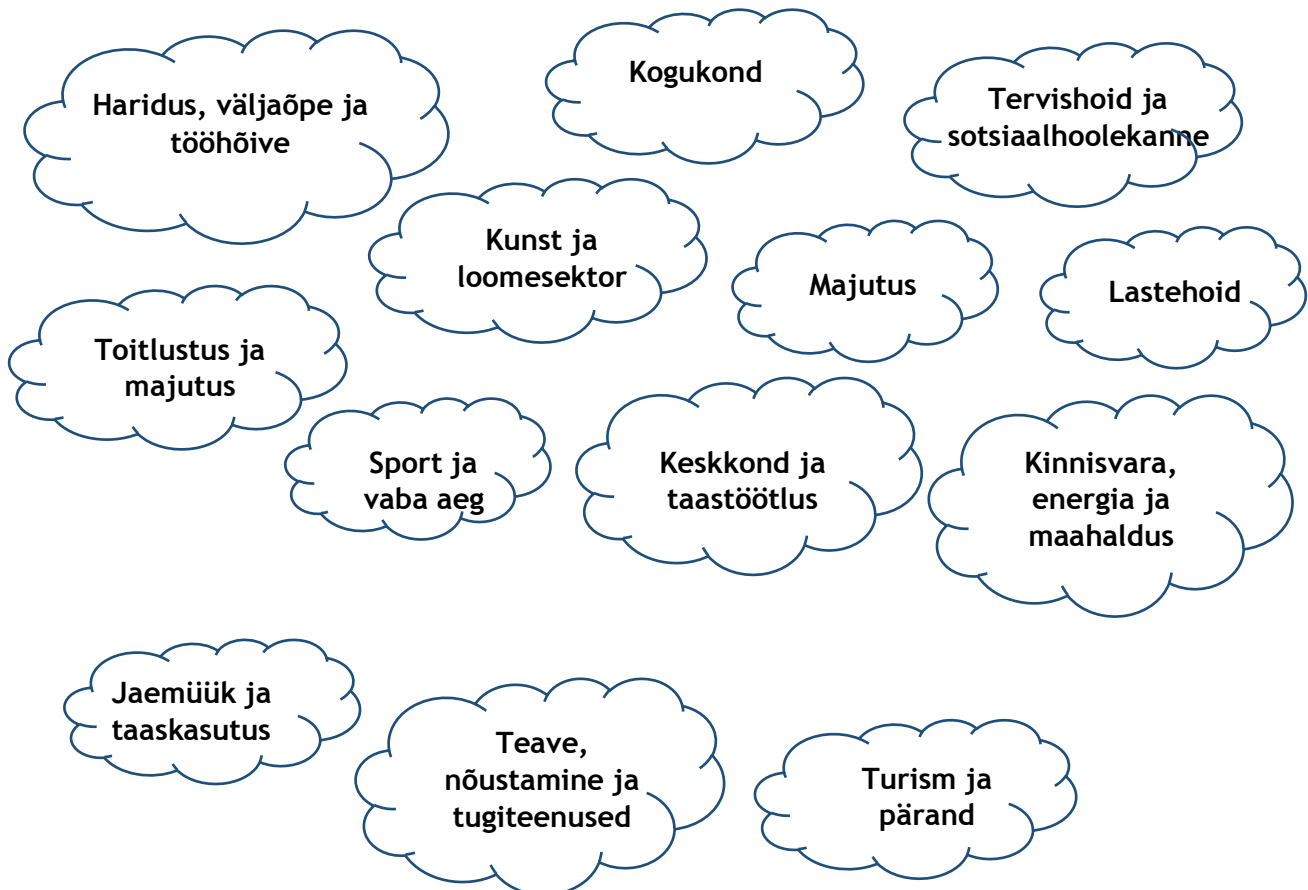 Haridus, väljaõpe ja
tööhõive
Kogukond
Tervishoid ja
sotsiaalhoolekanne
Kunst ja
loomesektor
Majutus
Lastehoid
Toitlustus ja
majutus
Sport ja
vaba aeg
Keskkond ja
taastöötlus
Kinnisvara,
energia ja
maahaldus
Jaemüük ja
taaskasutus
Teave,
nõustamine ja
tugiteenused
Turism ja
pärand